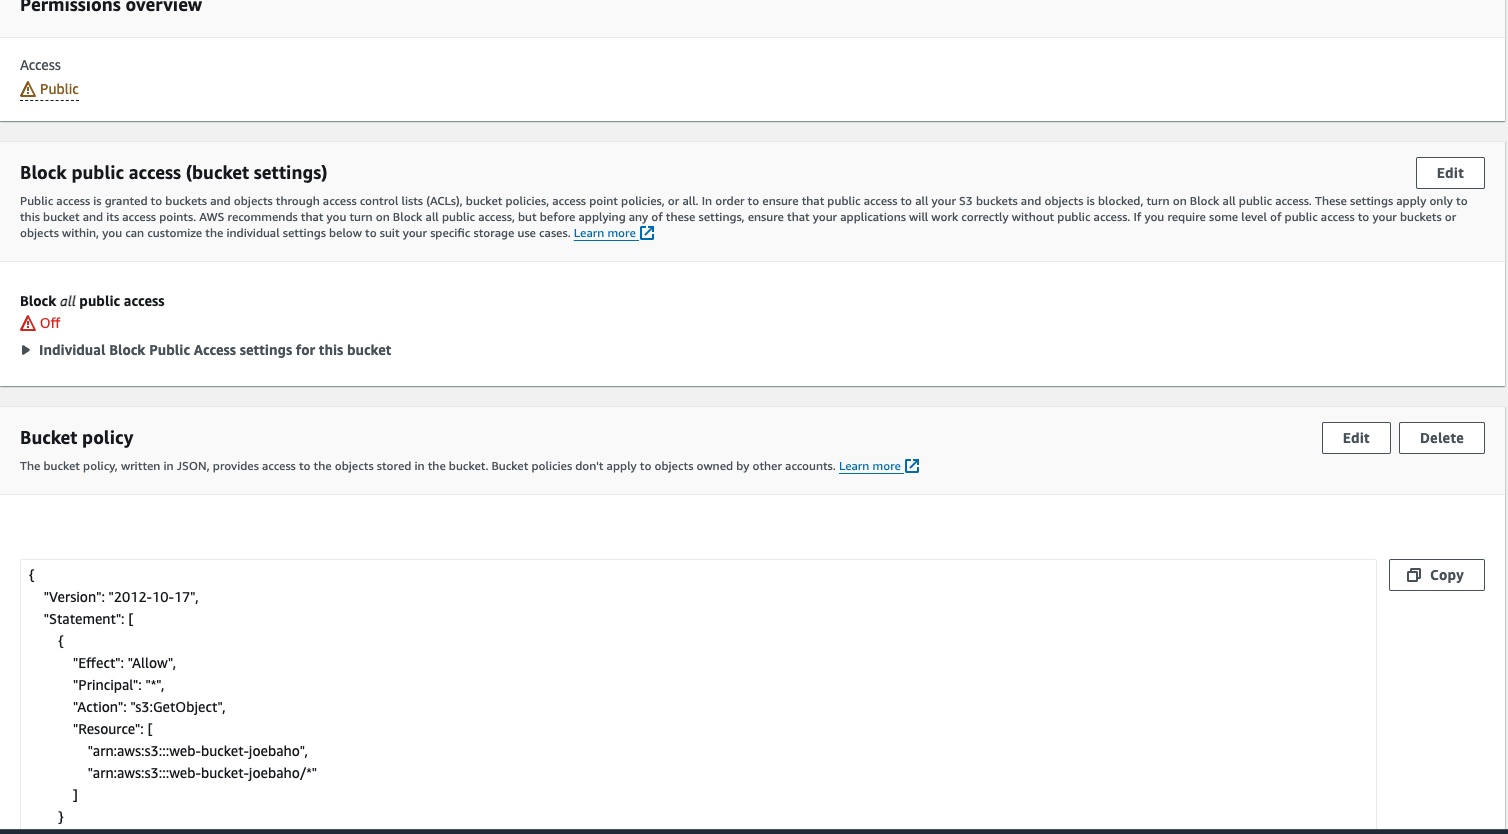 Permissions overview
Access
Public
Block public access (bucket settings)
Edit
Public access is granted to buckets and objects through access control lists (ACLs), bucket policies, access point policies, or all. In order to ensure that public access to all your S3 buckets and objects is blocked, turn on Block all public access. These settings apply only to
this bucket and its access points. AWS recommends that you turn on Block all public access, but before applying any of these settings, ensure that your applications will work correctly without public access. If you require some level of public access to your buckets or
objects within, you can customize the individual settings below to suit your specific storage use cases. Learn more
Block all public access
Off
Individual Block Public Access settings for this bucket
Bucket policy
Edit
Delete
The bucket policy, written in JSON, provides access to the objects stored in the bucket. Bucket policies don't apply to objects owned by other accounts. Learn more
Copy
{
"Version": "2012-10-17",
"Statement": [
{
"Effect": "Allow",
"Principal": "*",
"Action": "s3:GetObject",
"Resource": [
"arn:aws:s3:::web-bucket-joebaho",
"arn:aws:s3:::web-bucket-joebaho/*"
]
}